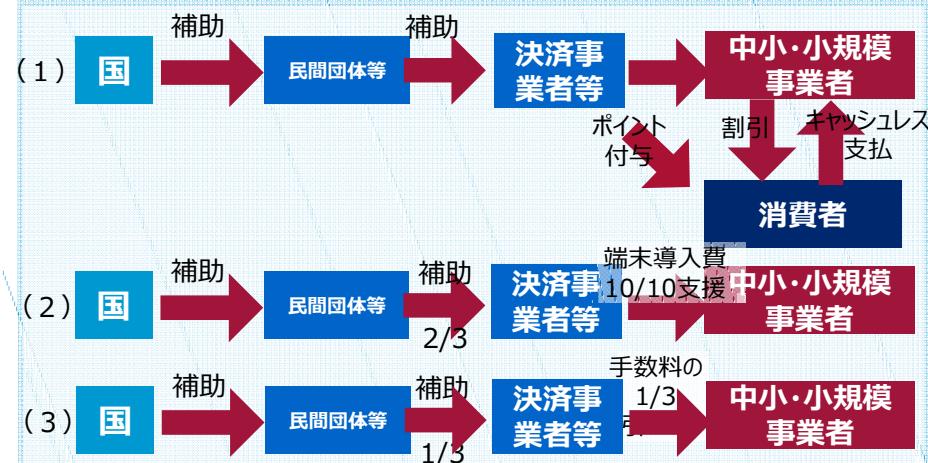 補助
補助
(1)
国
民間団体等
決済事
業者等
中小・小規模
事業者
ポイント
付与
割引
キャッシュレス
支払
消費者
補助
補助
端末導入費
10/10支援
(2)
国
民間団体等
2/3
決済事
業者等
中小・小規模
事業者
補助
補助
手数料の
1/3
(3)
国
民間団体等
1/3
決済事
業者等
引
中小・小規模
事業者